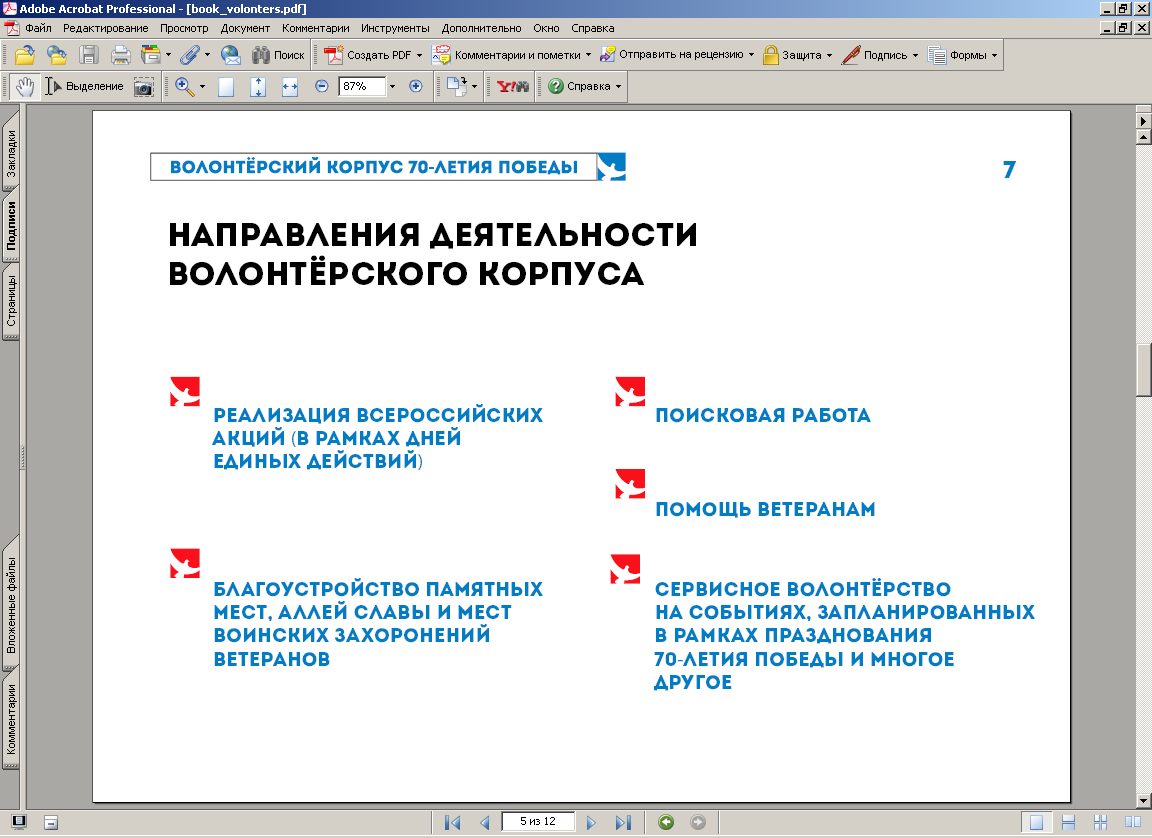 Adobe Acrobat Professional - [book_volonters.pdf]
Файл Редактирование Просмотр Документ Комментарии Инструменты Дополнительно Окно Справка
Поиск Создать PDF Комментарии и пометки Отправить на рецензию Защита Подпись Формы
Выделение 87% Y! Справка
Закладки
Подписи
Страницы
Вложенные файлы
Комментарии
ВОЛОНТЁРСКИЙ КОРПУС 70-ЛЕТИЯ ПОБЕДЫ
7
НАПРАВЛЕНИЯ ДЕЯТЕЛЬНОСТИ
ВОЛОНТЁРСКОГО КОРПУСА
РЕАЛИЗАЦИЯ ВСЕРОССИЙСКИХ
АКЦИЙ (В РАМКАХ ДНЕЙ
ЕДИНЫХ ДЕЙСТВИЙ)
БЛАГОУСТРОЙСТВО ПАМЯТНЫХ
МЕСТ, АЛЛЕЙ СЛАВЫ И МЕСТ
ВОИНСКИХ ЗАХОРОНЕНИЙ
ВЕТЕРАНОВ
ПОИСКОВАЯ РАБОТА
ПОМОЩЬ ВЕТЕРАНАМ
СЕРВИСНОЕ ВОЛОНТЁРСТВО
НА СОБЫТИЯХ, ЗАПЛАНИРОВАННЫХ
В РАМКАХ ПРАЗДНОВАНИЯ
70-ЛЕТИЯ ПОБЕДЫ И МНОГОЕ
ДРУГОЕ
5 из 12